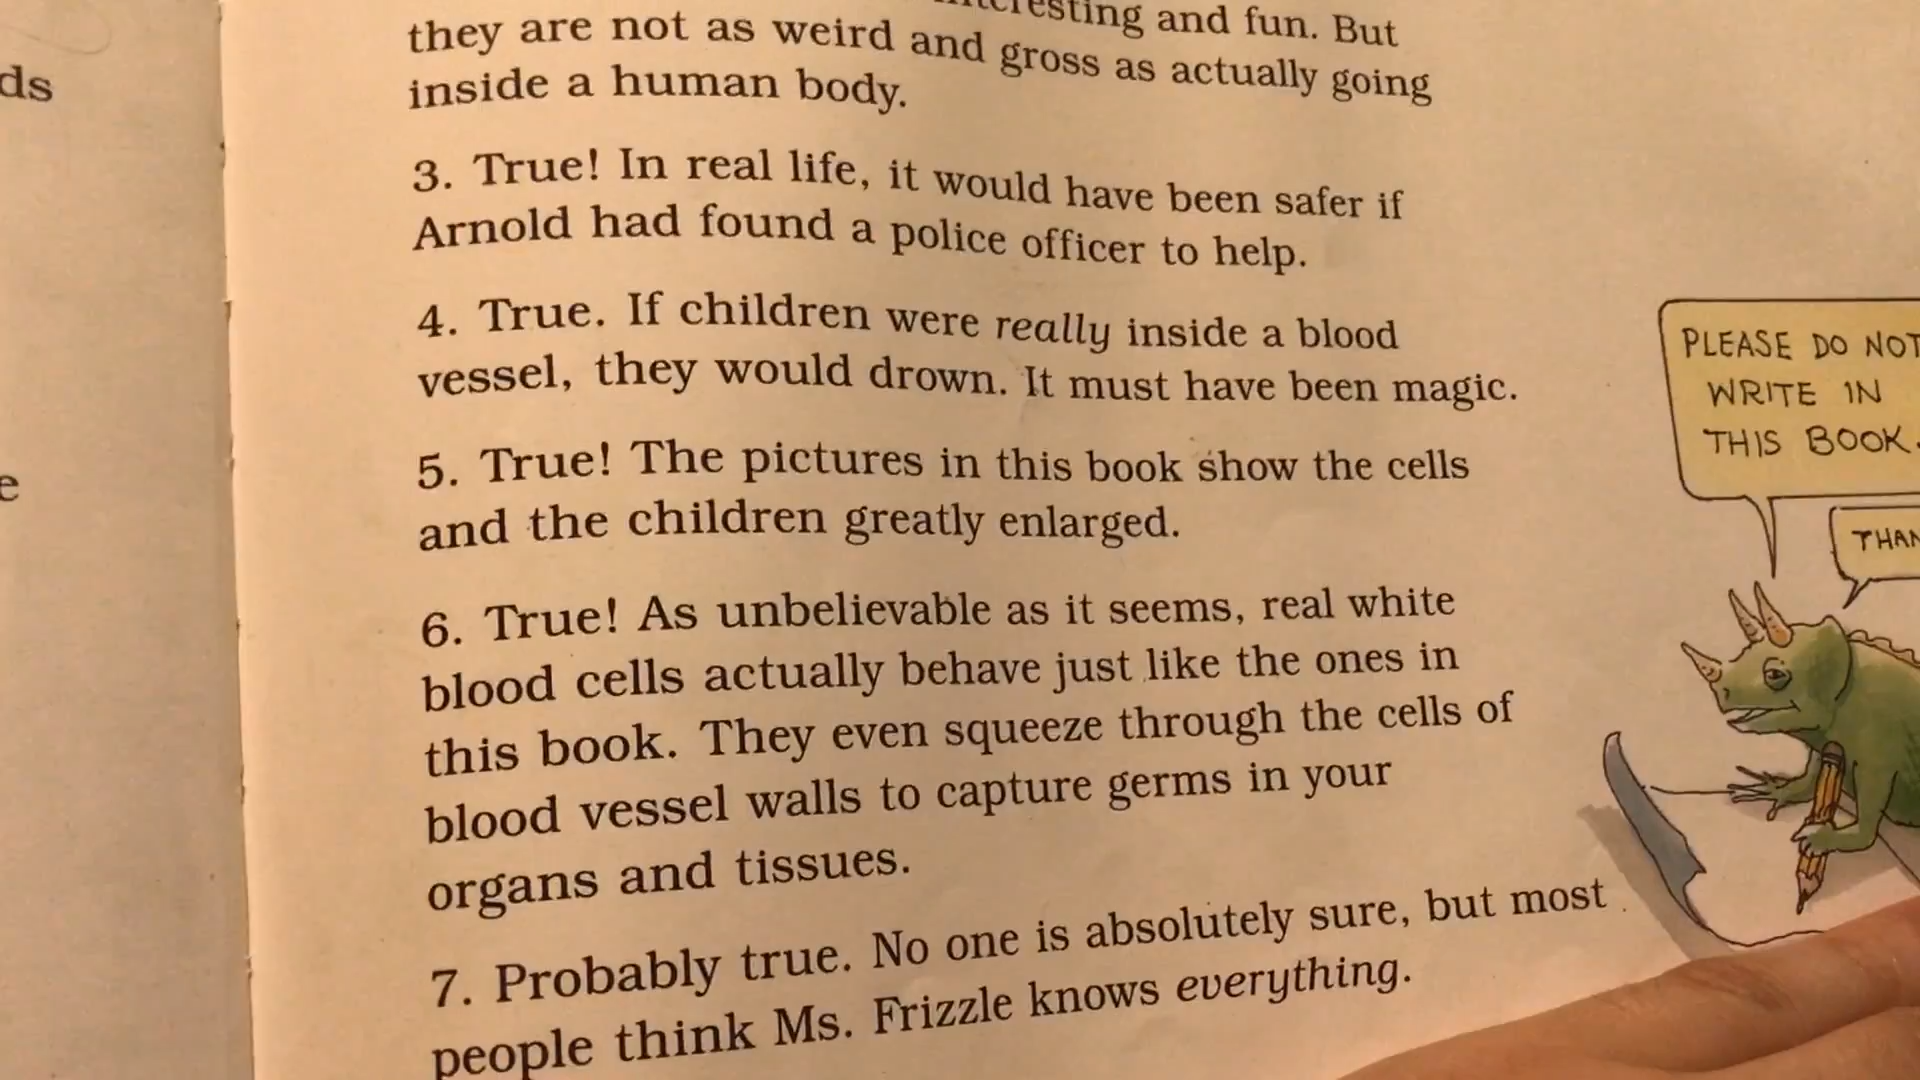 ds
e
interesting and fun. But
they are not as weird and gross as actually going
inside a human body.
3. True! In real life, it would have been safer if
Arnold had found a police officer to help.
4. True. If children were really inside a blood
vessel, they would drown. It must have been magic.
5. True! The pictures in this book show the cells
and the children greatly enlarged.
6. True! As unbelievable as it seems, real white
blood cells actually behave just like the ones in
this book. They even squeeze through the cells of
blood vessel walls to capture germs in your
organs and tissues.
7. Probably true. No one is absolutely sure, but most
people think Ms. Frizzle knows everything.
PLEASE DO NOT
WRITE IN
THIS BOOK.
THAN